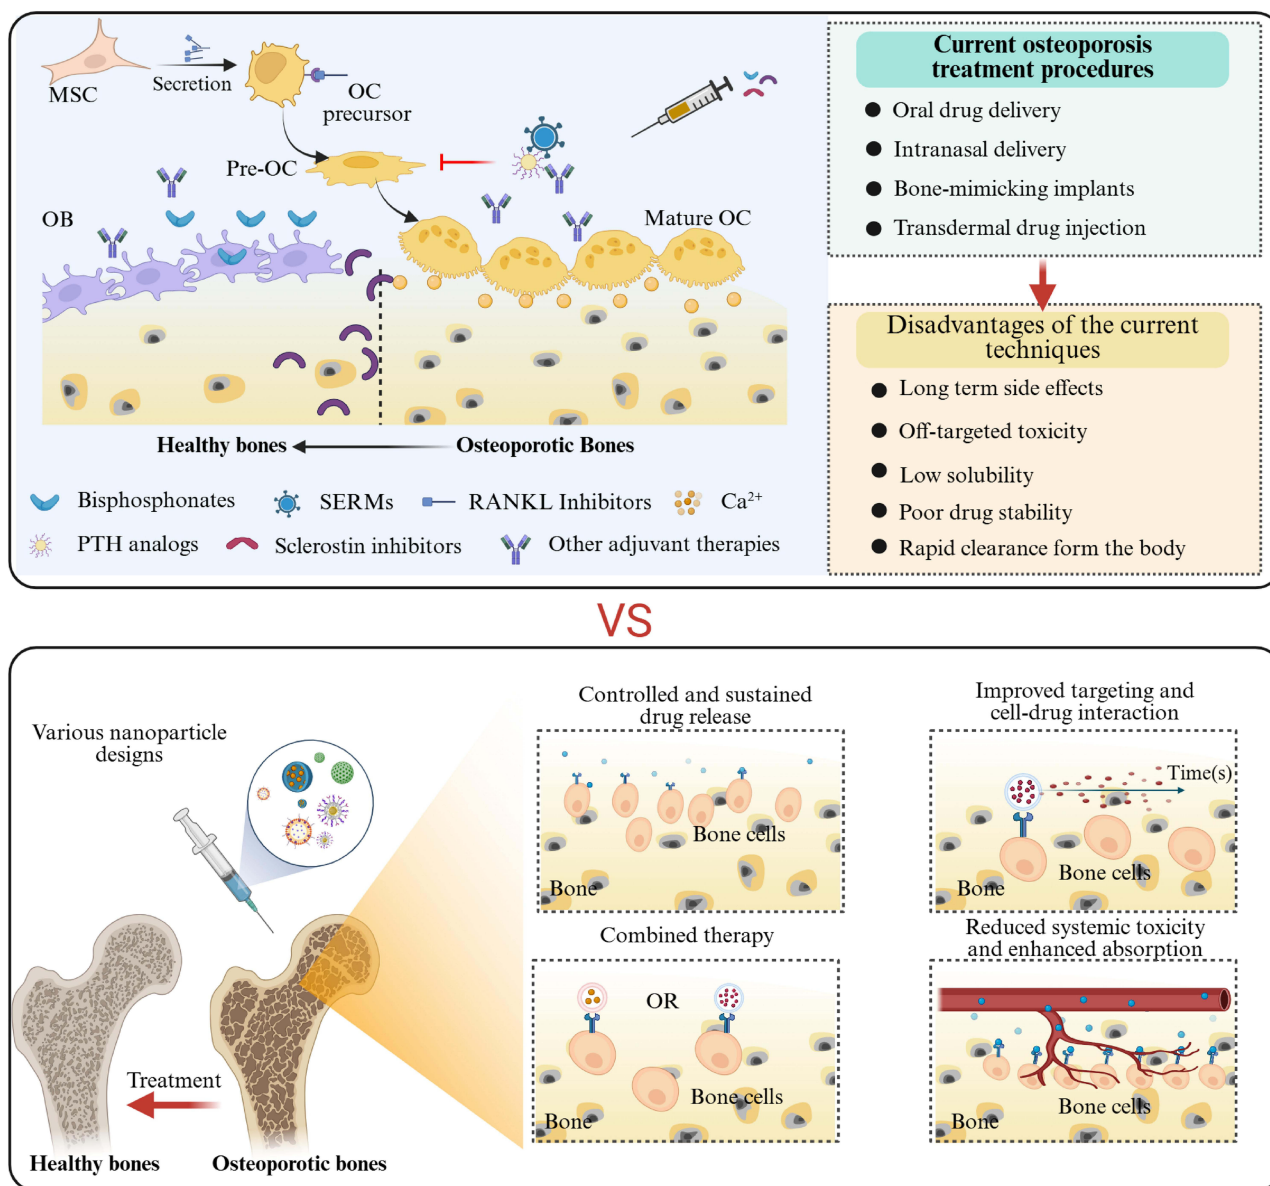 MSC
Secretion
OC
precursor
Pre-OC
OB
Mature OC
Healthy bones
Osteoporotic Bones
Bisphosphonates
SERMs
RANKL Inhibitors
Ca²⁺
PTH analogs
Sclerostin inhibitors
Other adjuvant therapies
Current osteoporosis
treatment procedures
Oral drug delivery
Intranasal delivery
Bone-mimicking implants
Transdermal drug injection
Disadvantages of the current
techniques
Long term side effects
Off-targeted toxicity
Low solubility
Poor drug stability
Rapid clearance form the body
VS
Various nanoparticle
designs
Treatment
Healthy bones
Osteoporotic bones
Controlled and sustained
drug release
Bone cells
Bone
Improved targeting and
cell-drug interaction
Time(s)
Bone cells
Bone
Combined therapy
OR
Bone cells
Bone
Reduced systemic toxicity
and enhanced absorption
Bone cells
Bone